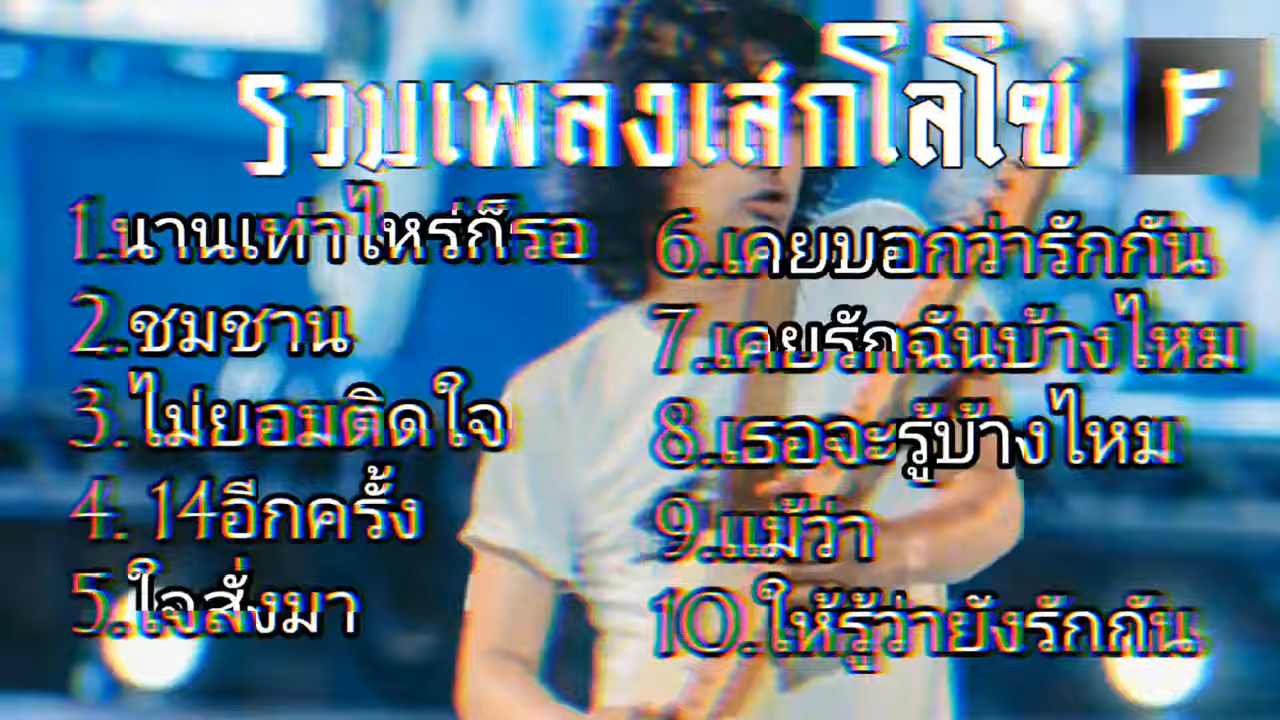 รวมเพลงเส่กโลโซ่
F
1.นานเท่าไหร่ก็รอ
2.ชมชาน
3.ไม่ยอมติดใจ
4. 14อีกครั้ง
5.ใจสั่งมา
6.เคยบอกว่ารักกัน
7.เคยรักฉันบ้างไหม
8.เธอจะรู้บ้างไหม
9.แม้ว่า
10.ให้รู้ว่ายังรักกัน